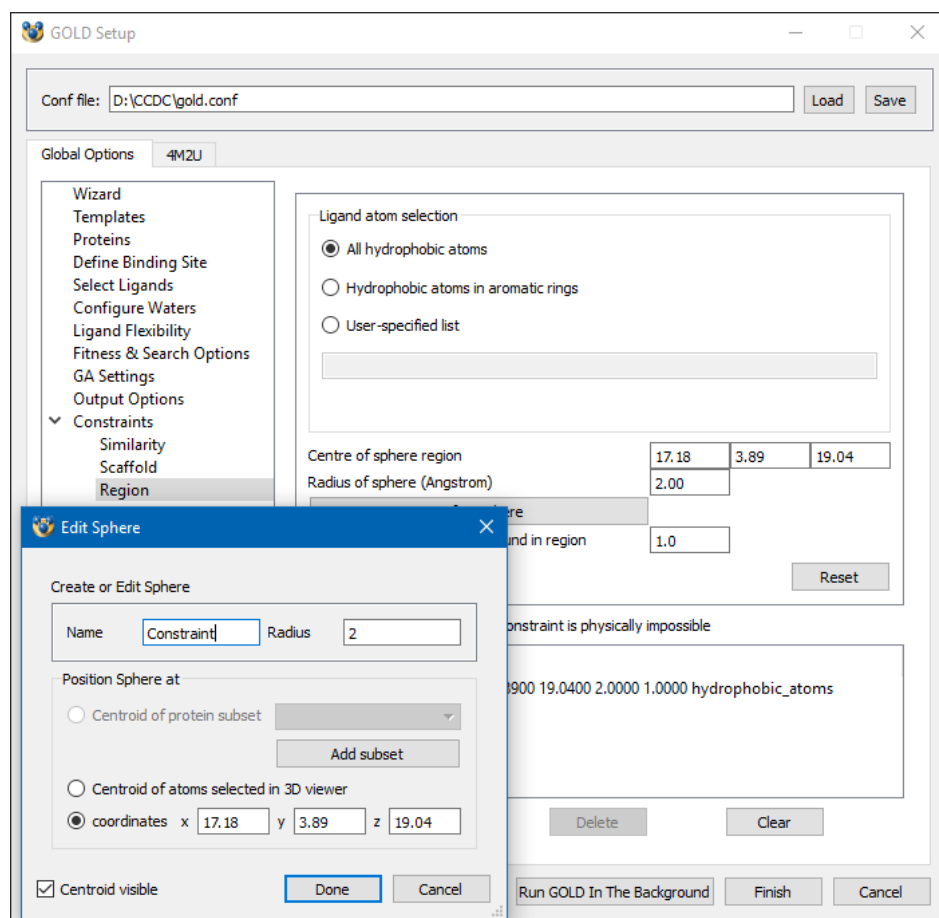 GOLD Setup
Conf file: D:\CCDC\gold.conf Load Save
Global Options 4M2U
Wizard
Templates
Proteins
Define Binding Site
Select Ligands
Configure Waters
Ligand Flexibility
Fitness & Search Options
GA Settings
Output Options
Constraints
Similarity
Scaffold
Region
Ligand atom selection
All hydrophobic atoms
Hydrophobic atoms in aromatic rings
User-specified list
Centre of sphere region 17.18 3.89 19.04
Radius of sphere (Angstrom) 2.00
und in region 1.0
Reset
onstraint is physically impossible
3900 19.0400 2.0000 1.0000 hydrophobic_atoms
Delete Clear
Run GOLD In The Background Finish Cancel
Edit Sphere
Create or Edit Sphere
Name Constraint Radius 2
Position Sphere at
Centroid of protein subset
Add subset
Centroid of atoms selected in 3D viewer
coordinates x 17.18 y 3.89 z 19.04
Centroid visible Done Cancel